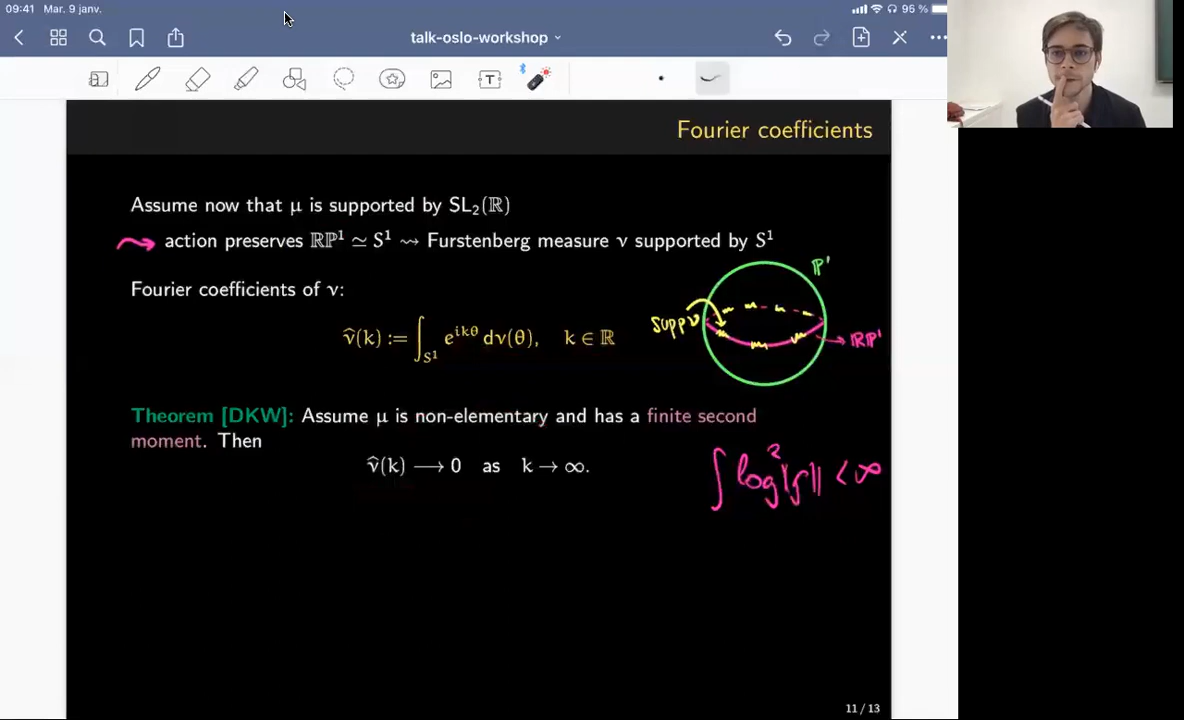 09:41 Mar. 9 janv.
95 %
talk-oslo-workshop
Fourier coefficients
Assume now that μ is supported by SL₂(ℝ)
action preserves ℝP¹ ≃ S¹ ⇝ Furstenberg measure ν supported by S¹
ℙ¹
Fourier coefficients of ν:
supp ν
ν̂(k) := ∫_{S¹} e^{ikθ} dν(θ), k ∈ ℝ
ℝℙ¹
Theorem [DKW]: Assume μ is non-elementary and has a finite second
moment. Then
ν̂(k) ⟶ 0 as k → ∞.
∫ log² ‖g‖ < ∞
11 / 13